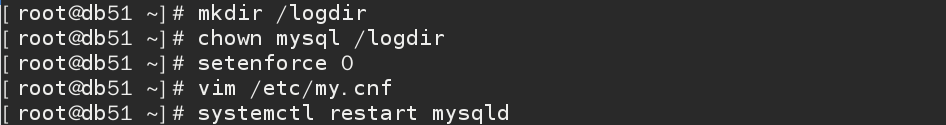 [root@db51 ~]# mkdir /logdir
[root@db51 ~]# chown mysql /logdir
[root@db51 ~]# setenforce 0
[root@db51 ~]# vim /etc/my.cnf
[root@db51 ~]# systemctl restart mysqld